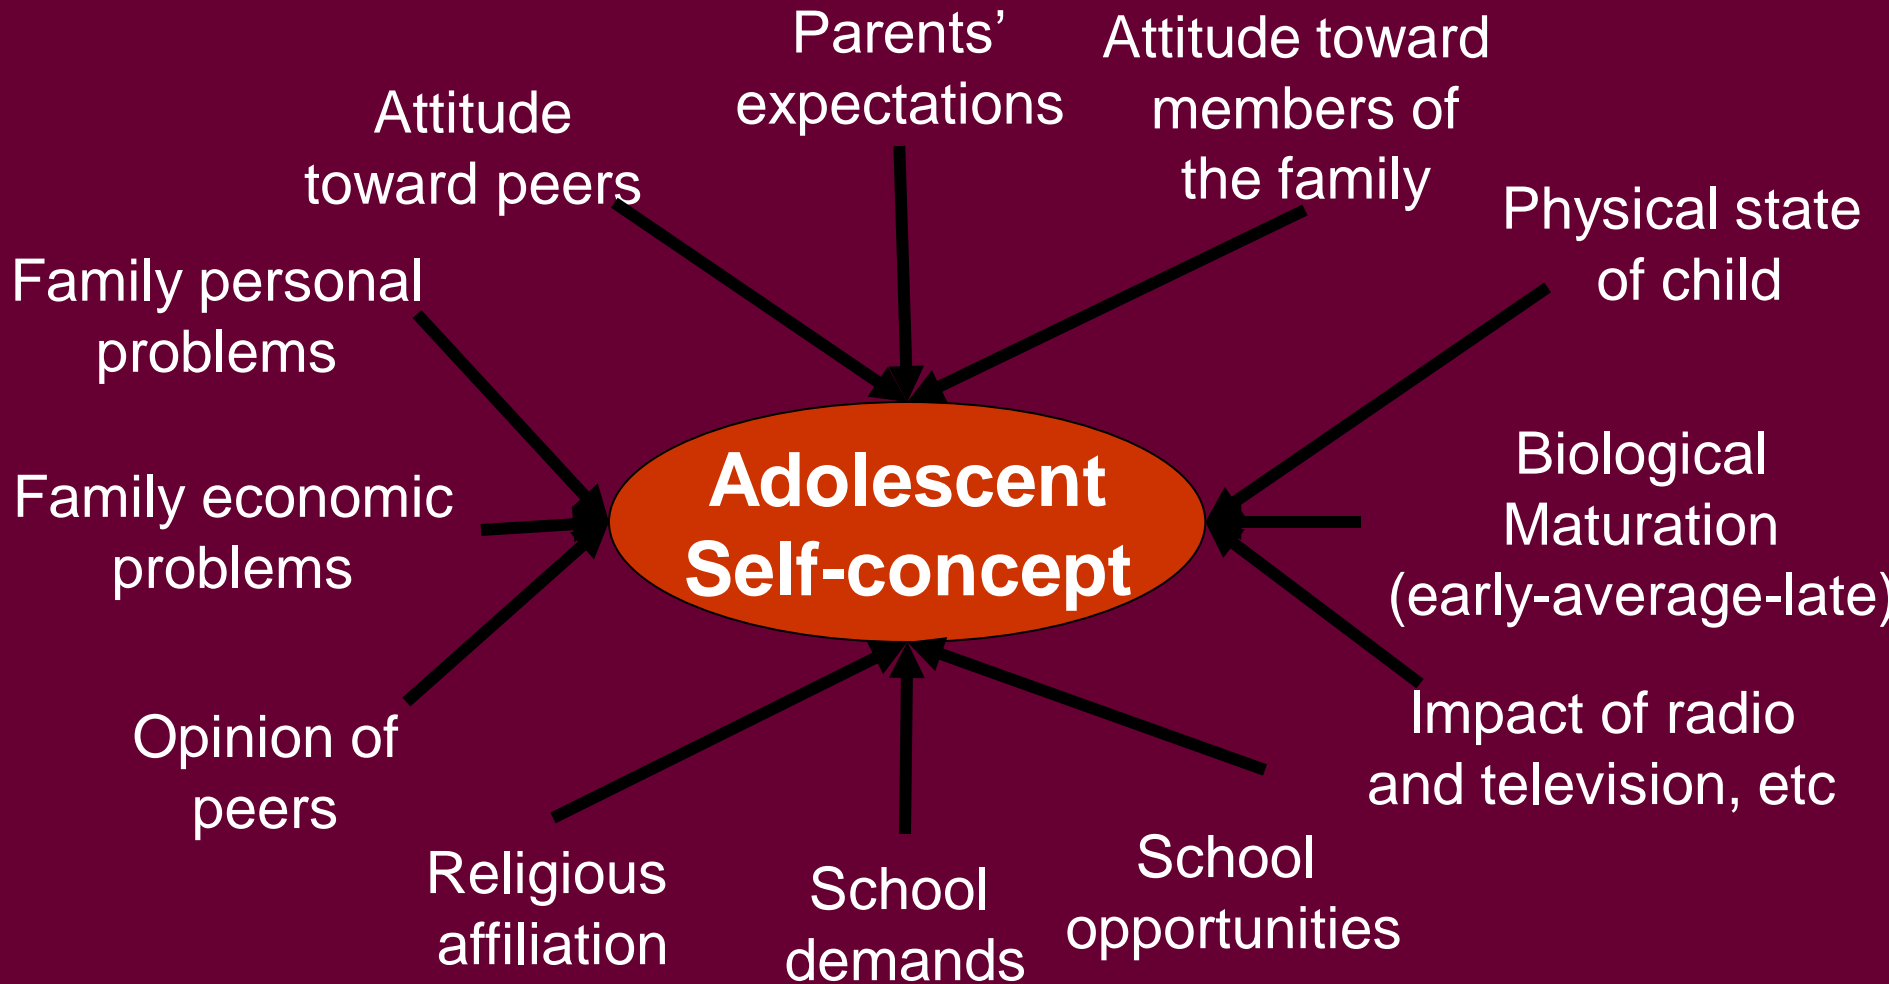 Parents’
expectations
Attitude toward
members of
the family
Attitude
toward peers
Physical state
of child
Family personal
problems
Adolescent
Self-concept
Biological
Maturation
(early-average-late)
Family economic
problems
Opinion of
peers
Impact of radio
and television, etc
Religious
affiliation
School
demands
School
opportunities